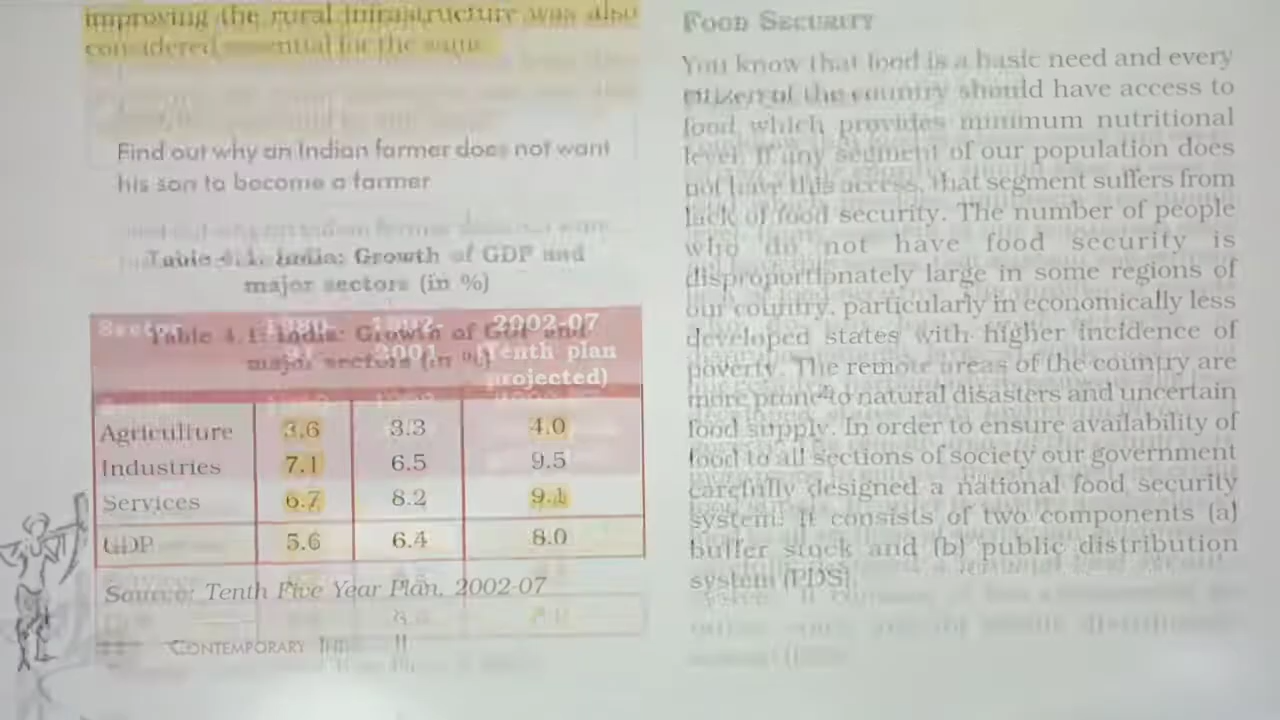 improving the rural infrastructure was also
considered essential for the same.
Find out why an Indian farmer does not want
his son to become a farmer
Table 4.1: India: Growth of GDP and
major sectors (in %)
Sector 2002-07
2001 (Tenth plan
projected)
Agriculture 3.6 3.3 4.0
Industries 7.1 6.5 9.5
Services 6.7 8.2 9.1
GDP 5.6 6.4 8.0
Source: Tenth Five Year Plan, 2002-07
CONTEMPORARY II
FOOD SECURITY
You know that food is a basic need and every
citizen of the country should have access to
food which provides minimum nutritional
level. If any segment of our population does
not have this access, that segment suffers from
lack of food security. The number of people
who do not have food security is
disproportionately large in some regions of
our country, particularly in economically less
developed states with higher incidence of
poverty. The remote areas of the country are
more prone to natural disasters and uncertain
food supply. In order to ensure availability of
food to all sections of society our government
carefully designed a national food security
system. It consists of two components (a)
buffer stock and (b) public distribution
system (PDS).